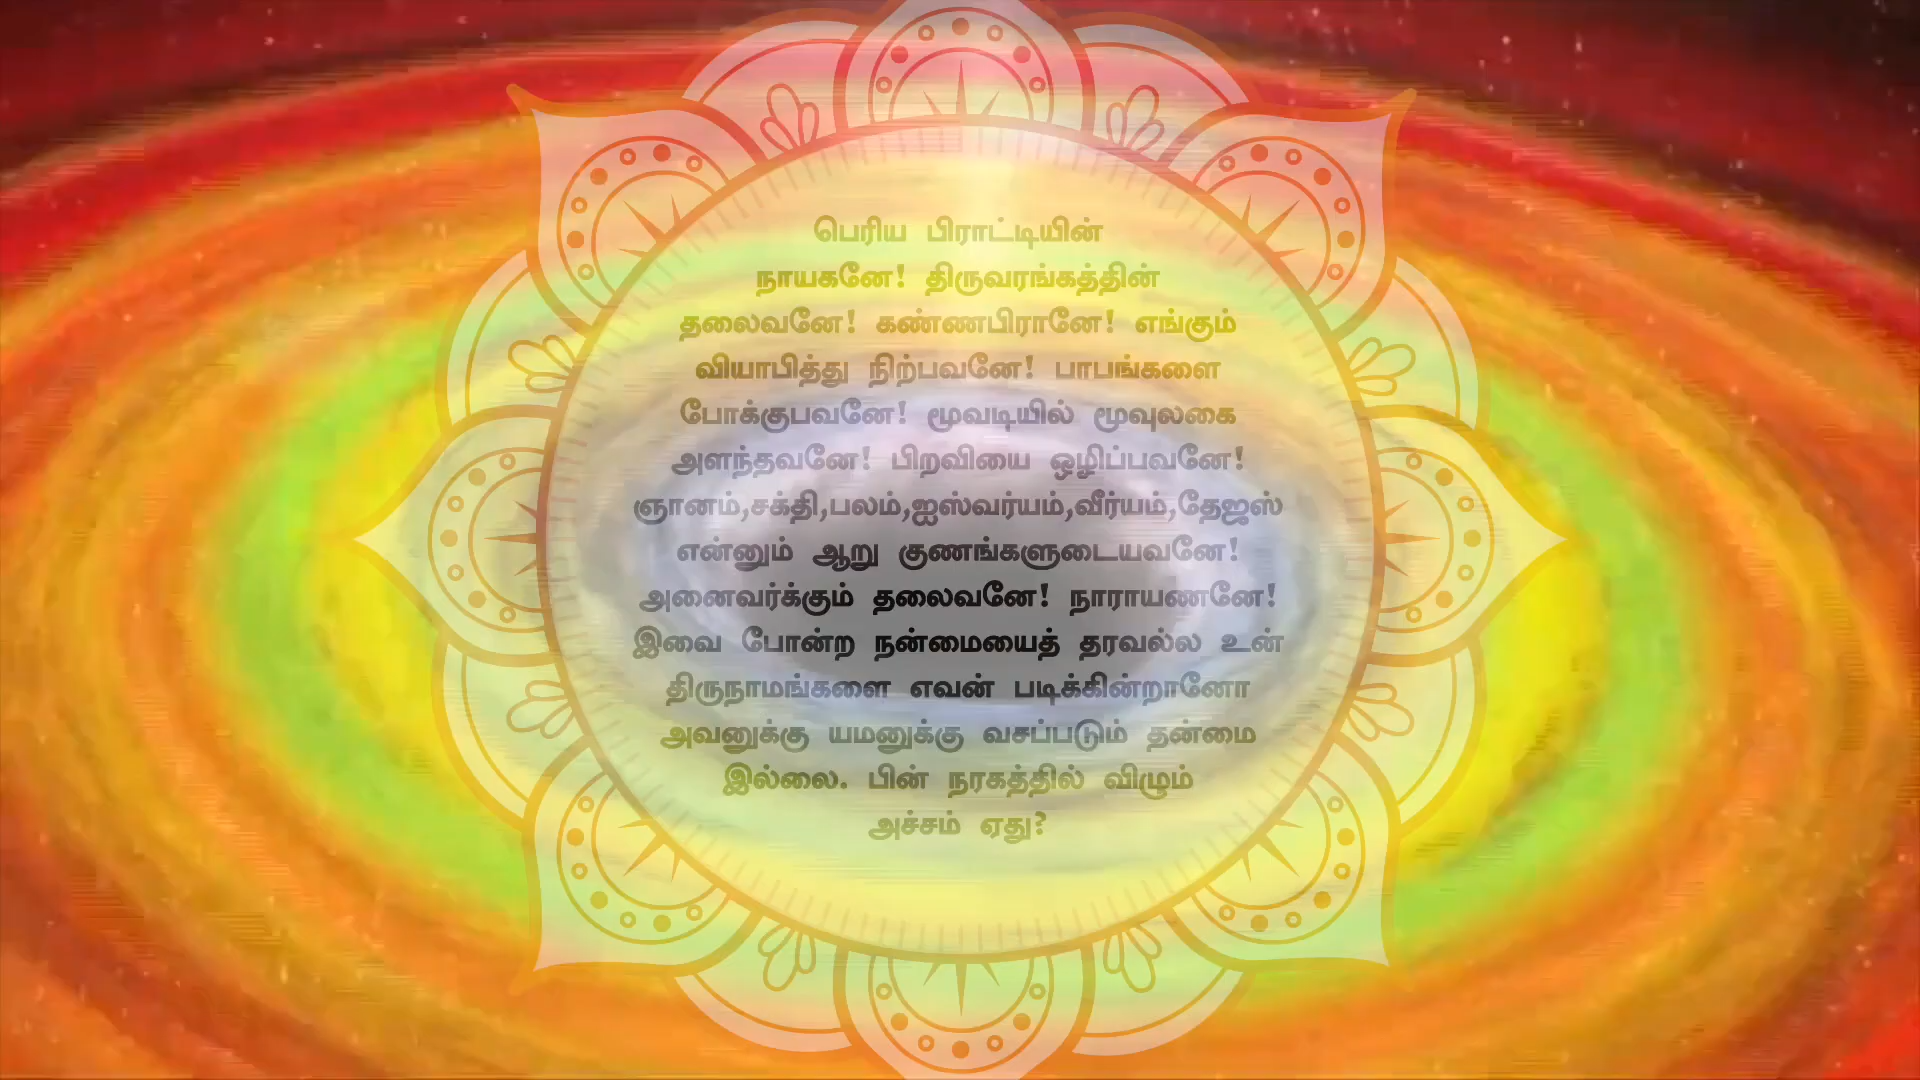 பெரிய பிராட்டியின்
நாயகனே! திருவரங்கத்தின்
தலைவனே! கண்ணபிரானே! எங்கும்
வியாபித்து நிற்பவனே! பாபங்களை
போக்குபவனே! மூவடியில் மூவுலகை
அளந்தவனே! பிறவியை ஒழிப்பவனே!
ஞானம்,சக்தி,பலம்,ஐஸ்வர்யம்,வீர்யம்,தேஜஸ்
என்னும் ஆறு குணங்களுடையவனே!
அனைவர்க்கும் தலைவனே! நாராயணனே!
இவை போன்ற நன்மையைத் தரவல்ல உன்
திருநாமங்களை எவன் படிக்கின்றானோ
அவனுக்கு யமனுக்கு வசப்படும் தன்மை
இல்லை. பின் நரகத்தில் விழும்
அச்சம் ஏது?